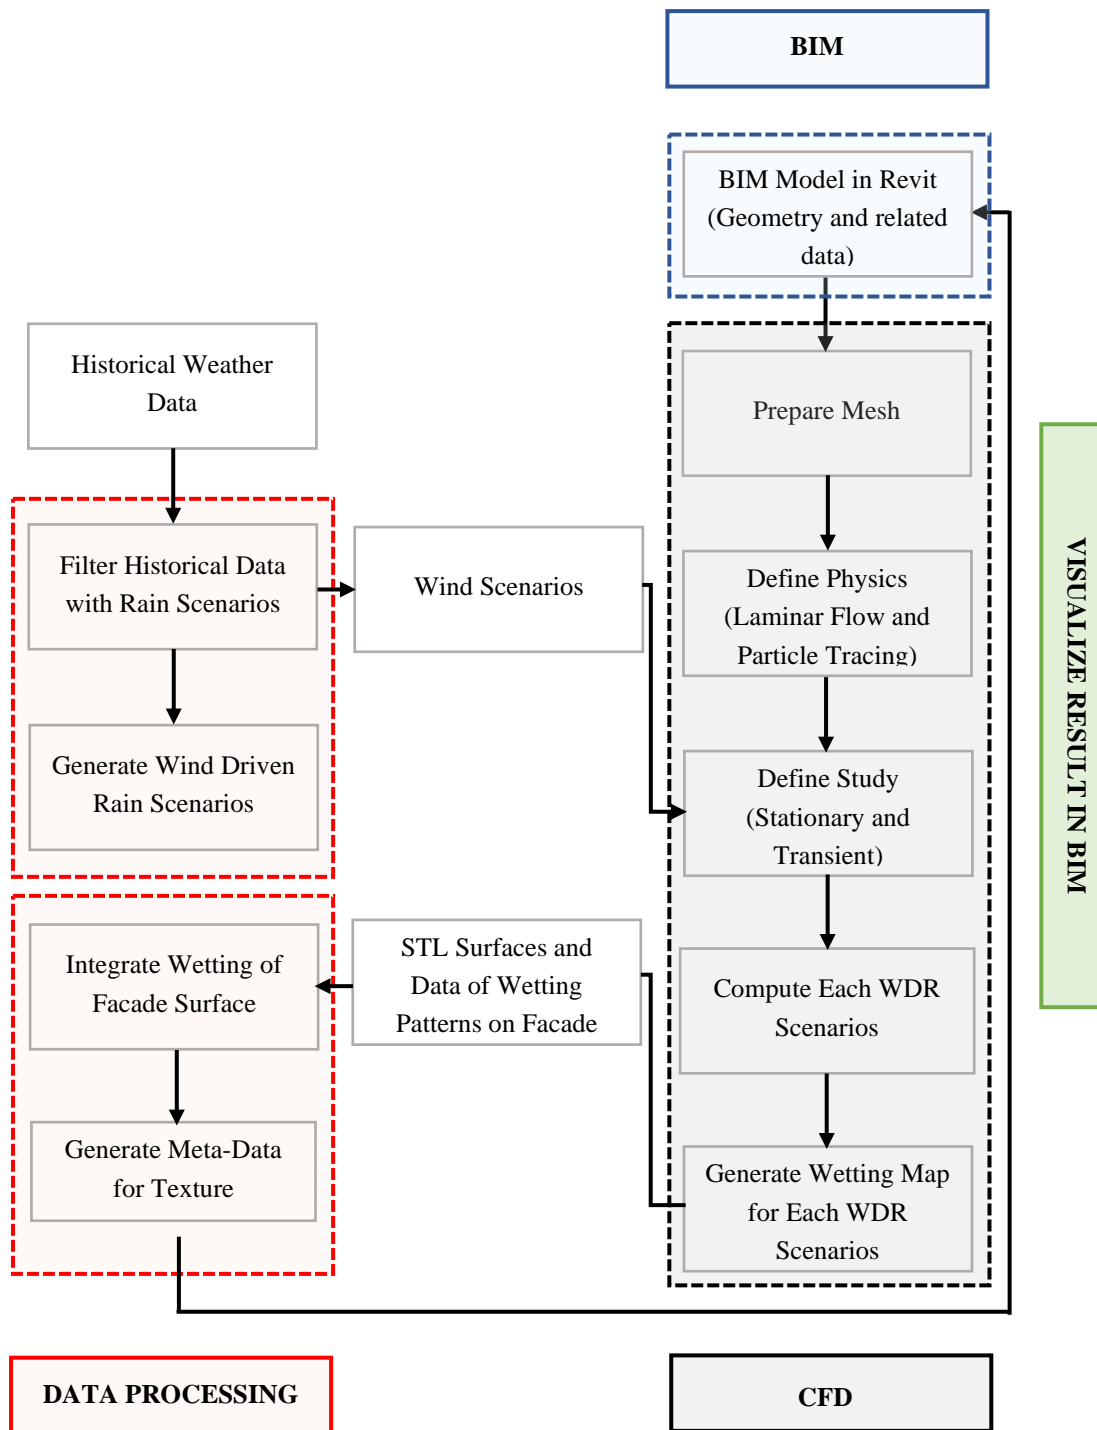 BIM
BIM Model in Revit
(Geometry and related
data)
Historical Weather
Data
Prepare Mesh
Filter Historical Data
with Rain Scenarios
Wind Scenarios
Define Physics
(Laminar Flow and
Particle Tracing)
VISUALIZE RESULT IN BIM
Generate Wind Driven
Rain Scenarios
Define Study
(Stationary and
Transient)
Integrate Wetting of
Facade Surface
STL Surfaces and
Data of Wetting
Patterns on Facade
Compute Each WDR
Scenarios
Generate Meta-Data
for Texture
Generate Wetting Map
for Each WDR
Scenarios
DATA PROCESSING
CFD